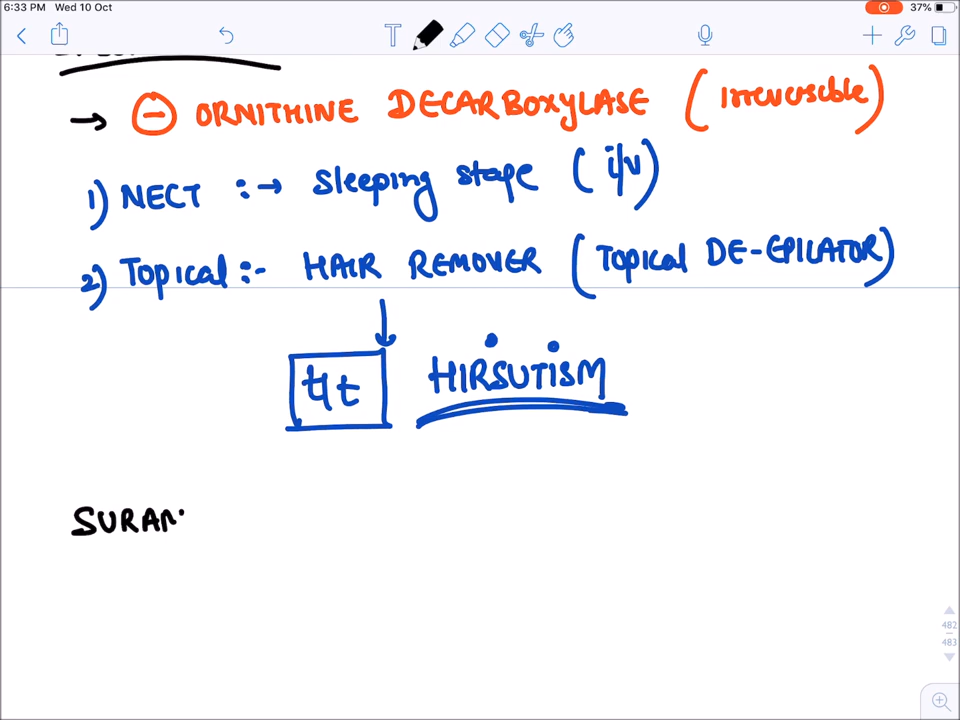 6:33 PM Wed 10 Oct 37%
T
→ ⊖ ORNITHINE DECARBOXYLASE (Irreversible)
1) NECT :→ Sleeping stage (i/v)
2) Topical :- HAIR REMOVER (Topical DE-EPILATOR)
t/t HIRSUTISM
SURAM
482
483